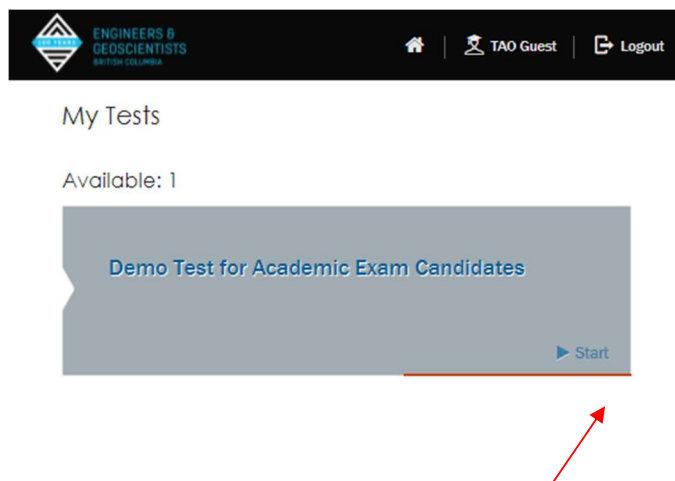 100 YEARS
ENGINEERS &
GEOSCIENTISTS
BRITISH COLUMBIA
TAO Guest
Logout
My Tests
Available: 1
Demo Test for Academic Exam Candidates
Start